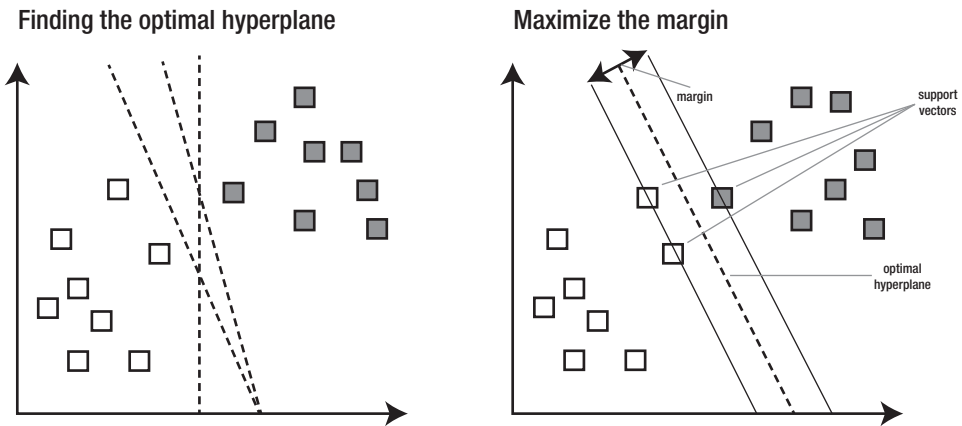 Finding the optimal hyperplane
Maximize the margin
margin
support
vectors
optimal
hyperplane